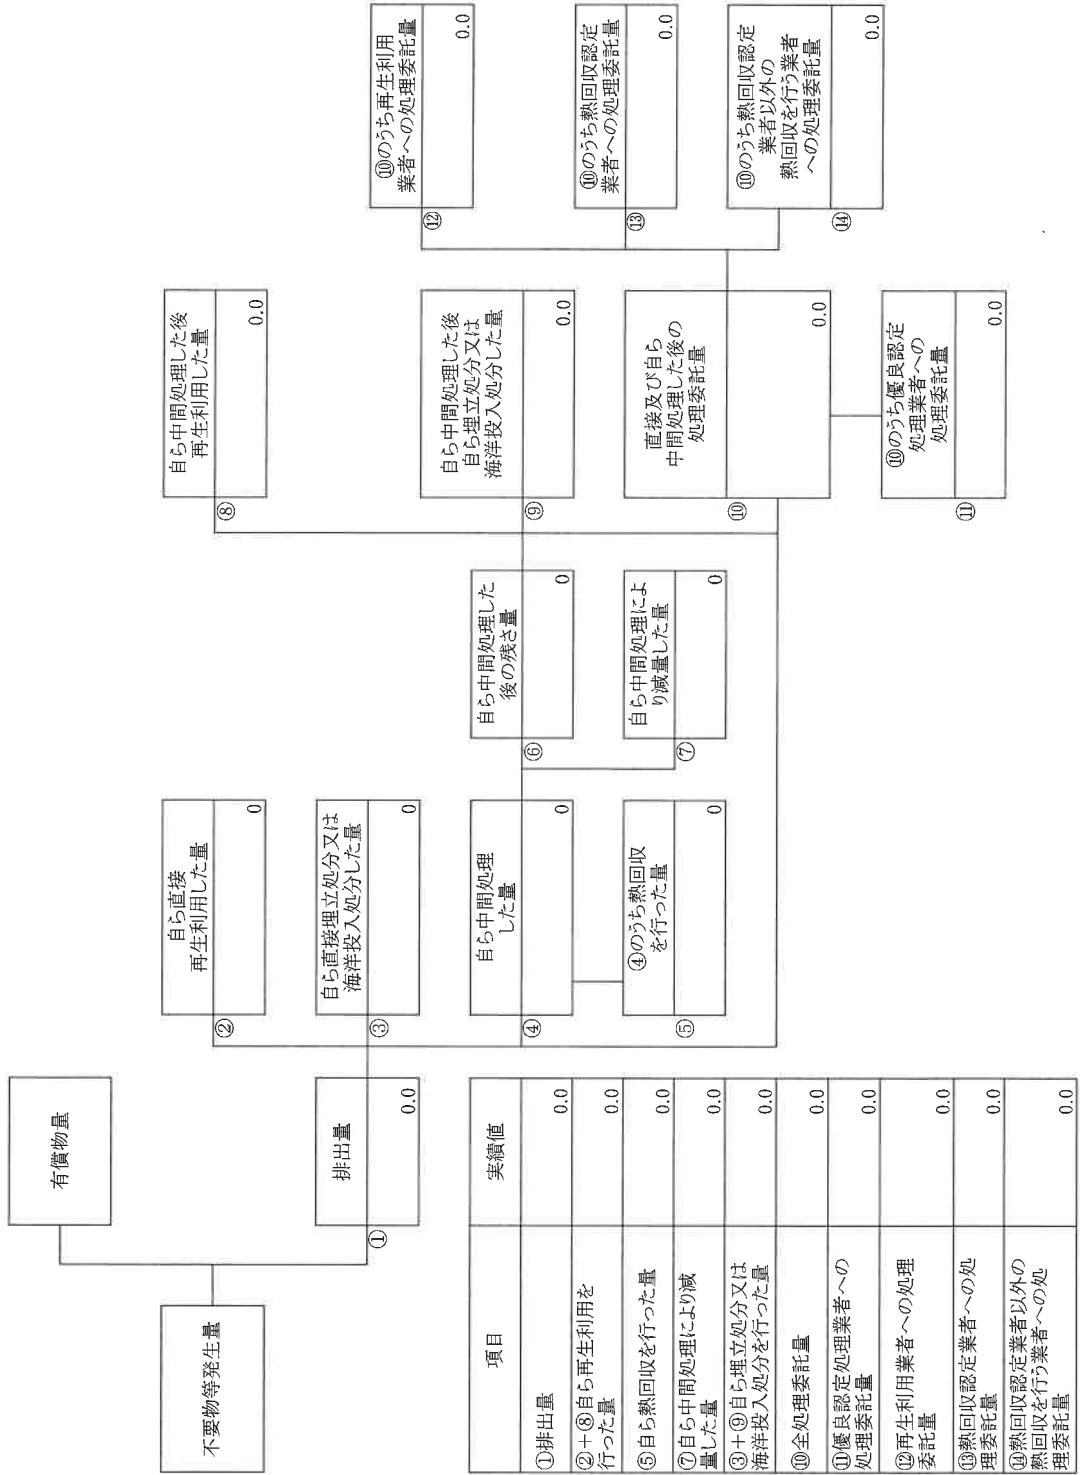 不要物等発生量
有償物量
①
排出量
0.0
②
自ら直接
再生利用した量
0
③
自ら直接埋立処分又は
海洋投入処分した量
0
④
自ら中間処理
した量
0
⑤
④のうち熱回収
を行った量
0
⑥
自ら中間処理した
後の残さ量
0
⑦
自ら中間処理によ
り減量した量
0
⑧
自ら中間処理した後
再生利用した量
0.0
⑨
自ら中間処理した後
自ら埋立処分又は
海洋投入処分した量
0.0
⑩
直接及び自ら
中間処理した後の
処理委託量
0.0
⑪
⑩のうち優良認定
処理業者への
処理委託量
0.0
⑫
⑩のうち再生利用
業者への処理委託量
0.0
⑬
⑩のうち熱回収認定
業者への処理委託量
0.0
⑭
⑩のうち熱回収認定
業者以外の
熱回収を行う業者
への処理委託量
0.0
項目 実績値
①排出量 0.0
②+⑧自ら再生利用を
行った量 0.0
⑤自ら熱回収を行った量 0.0
⑦自ら中間処理により減
量した量 0.0
③+⑨自ら埋立処分又は
海洋投入処分を行った量 0.0
⑩全処理委託量 0.0
⑪優良認定処理業者への
処理委託量 0.0
⑫再生利用業者への処理
委託量 0.0
⑬熱回収認定業者への処
理委託量 0.0
⑭熱回収認定業者以外の
熱回収を行う業者への処
理委託量 0.0